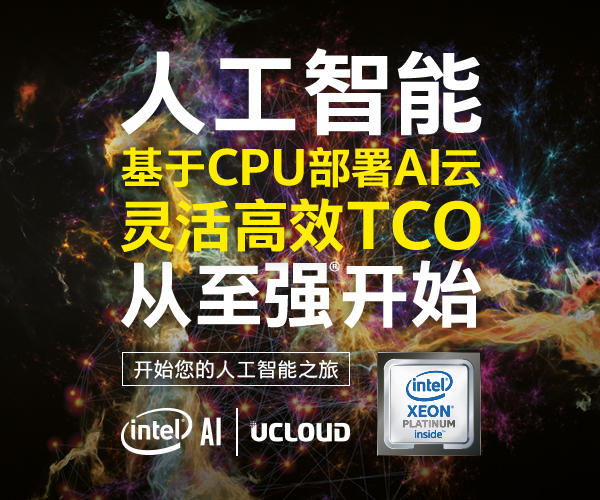 人工智能
基于CPU部署AI云
灵活高效TCO
从至强®开始
开始您的人工智能之旅
intel AI | UCLOUD
intel®
XEON®
PLATINUM
inside™